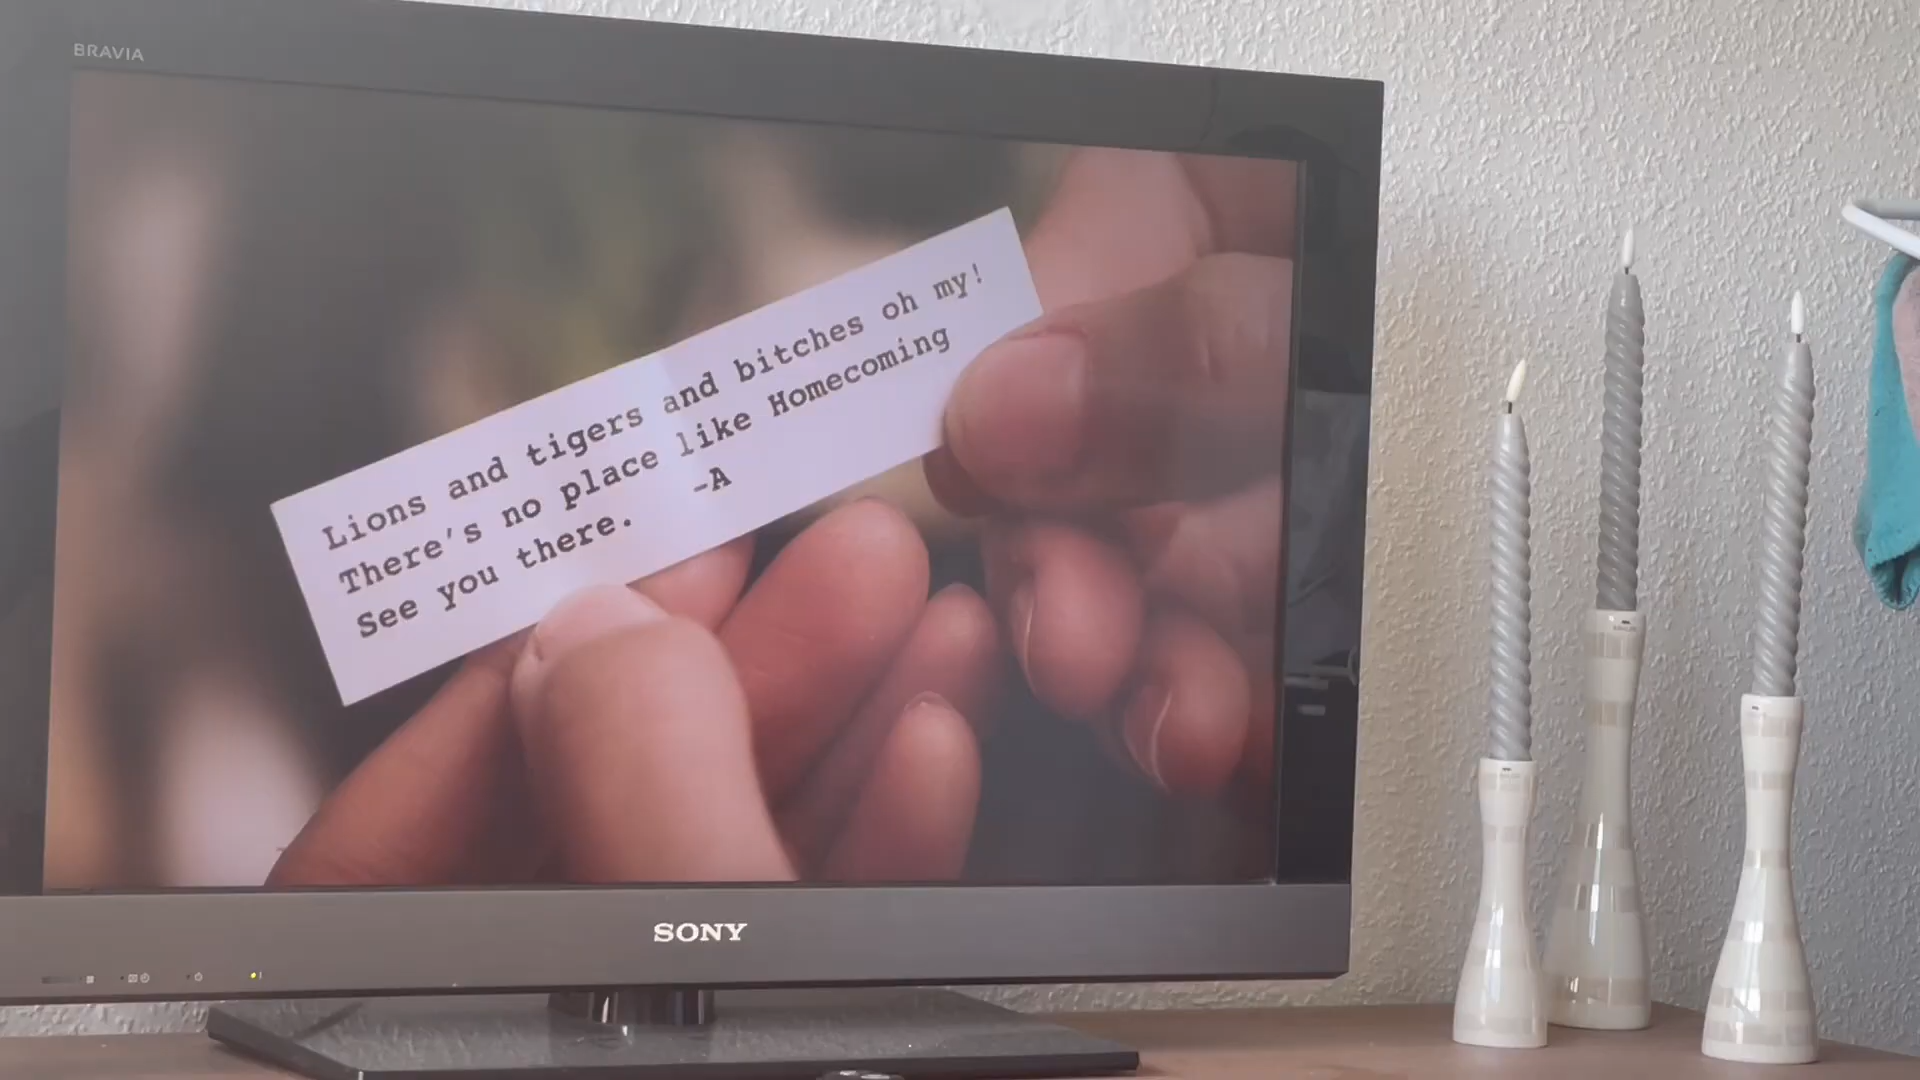 BRAVIA
Lions and tigers and bitches oh my!
There's no place like Homecoming
See you there.
-A
SONY